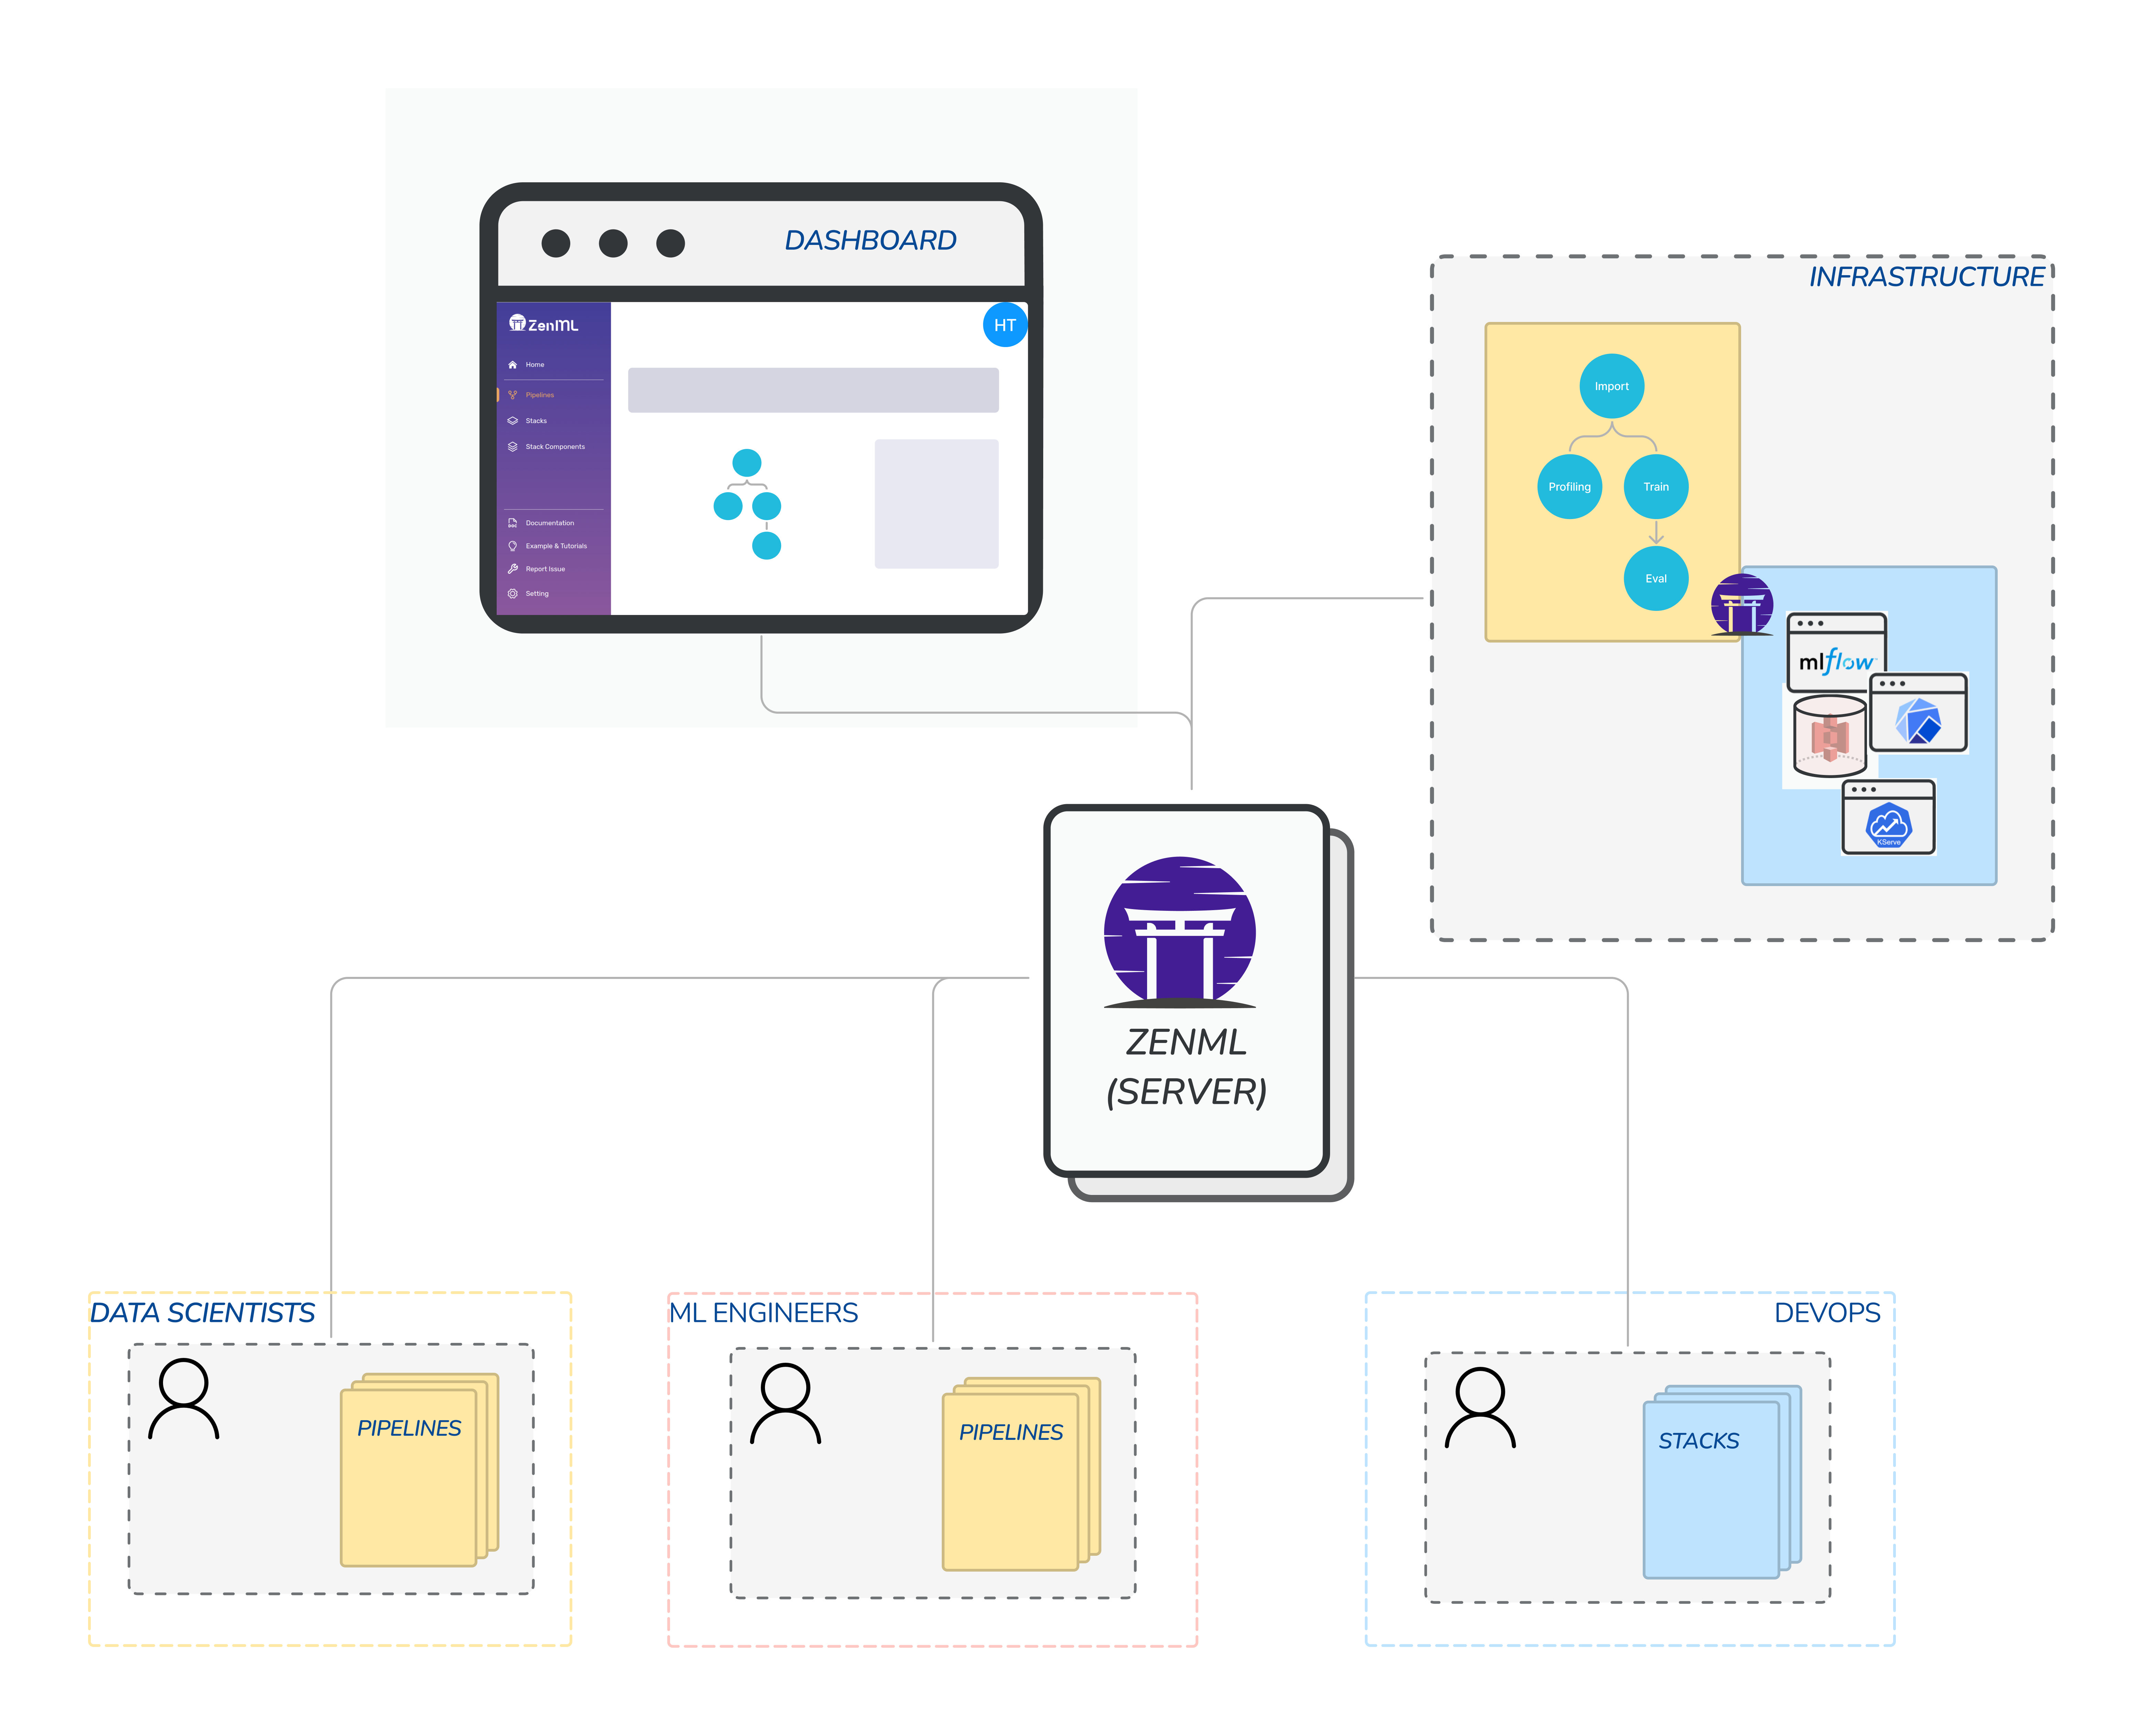 DASHBOARD
ZenML
HT
Home
Pipelines
Stacks
Stack Components
Documentation
Example & Tutorials
Report Issue
Setting
INFRASTRUCTURE
Import
Profiling
Train
Eval
mlflow
KServe
ZENML
(SERVER)
DATA SCIENTISTS
PIPELINES
ML ENGINEERS
PIPELINES
DEVOPS
STACKS